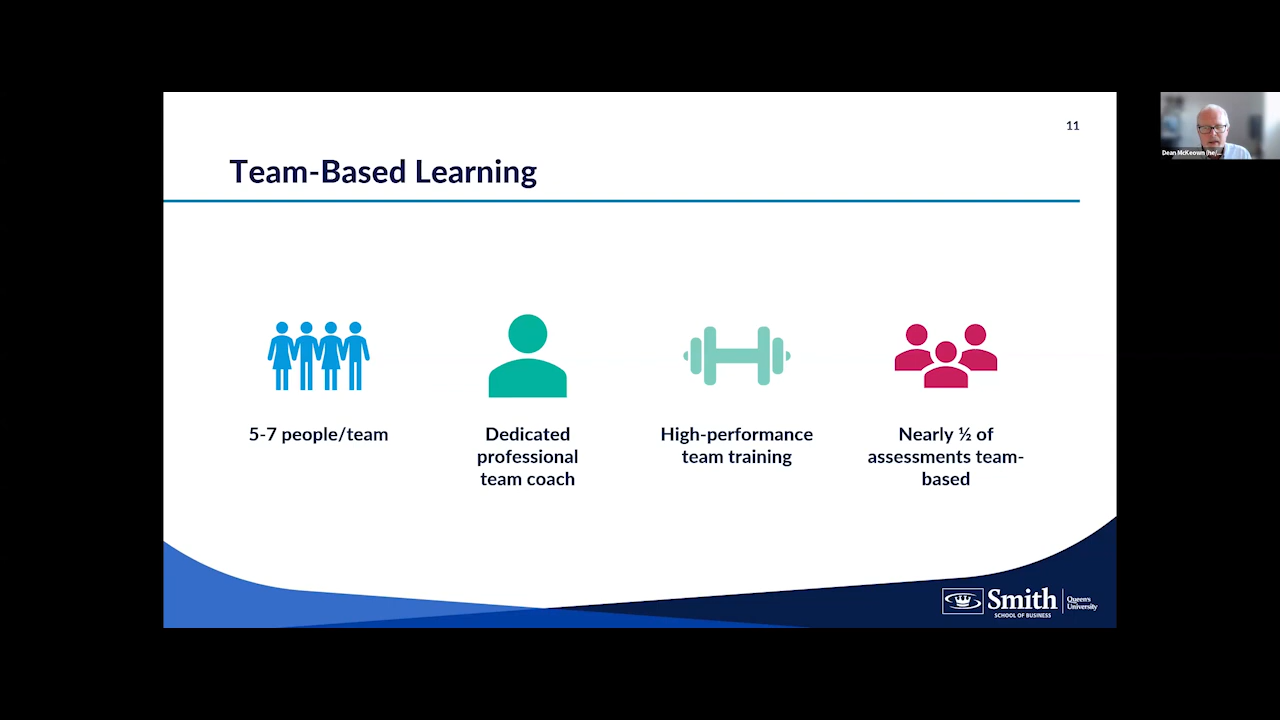 11
Dean McKeown (he/...
Team-Based Learning
5-7 people/team
Dedicated
professional
team coach
High-performance
team training
Nearly ½ of
assessments team-
based
Smith
SCHOOL OF BUSINESS
Queen's
University